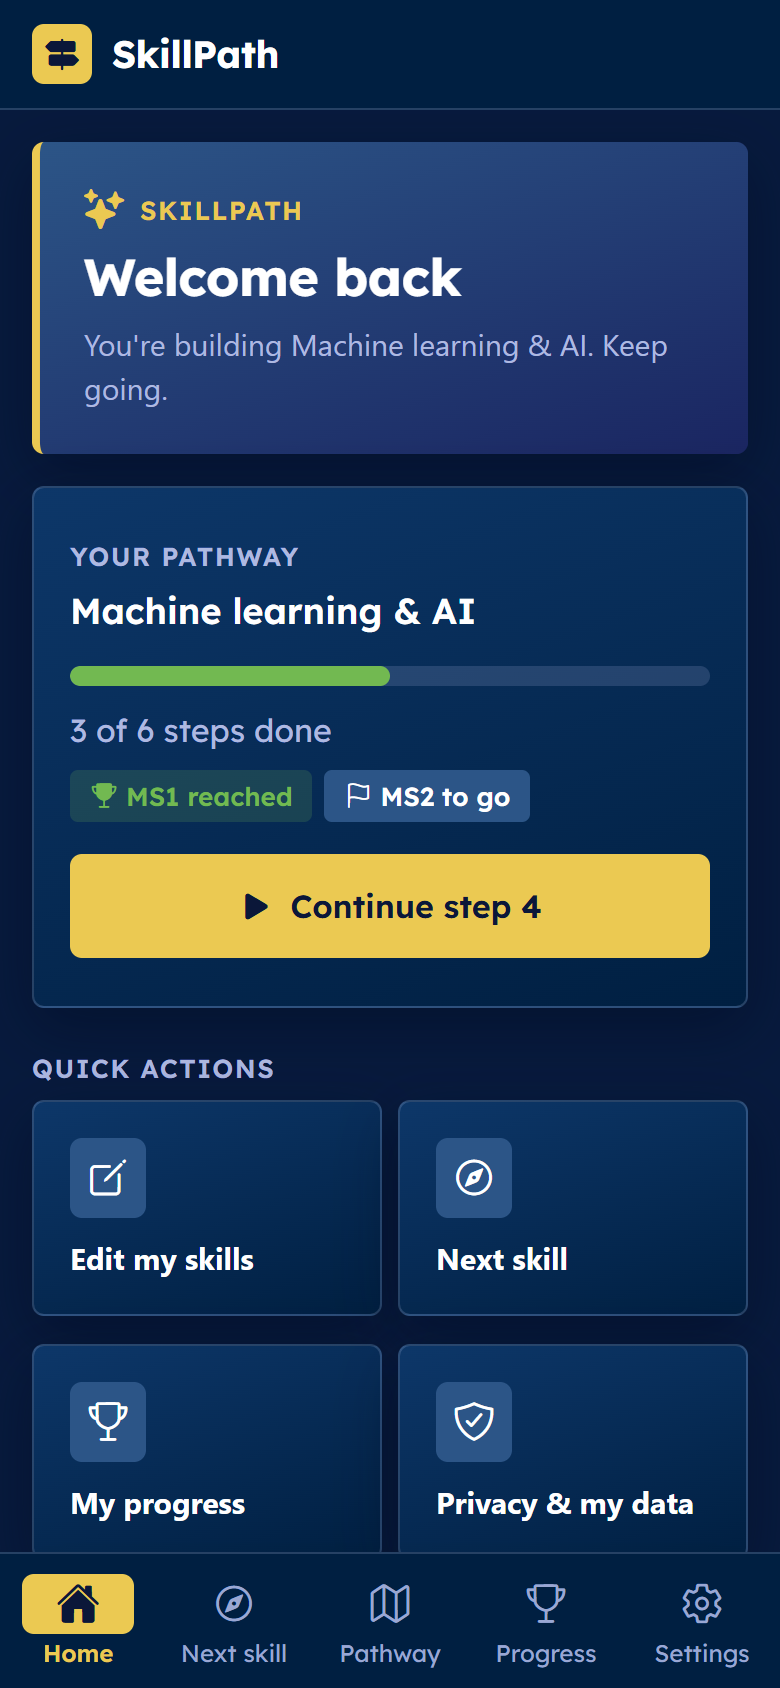 SkillPath
SKILLPATH
Welcome back
You're building Machine learning & AI. Keep
going.
YOUR PATHWAY
Machine learning & AI
3 of 6 steps done
MS1 reached
MS2 to go
Continue step 4
QUICK ACTIONS
Edit my skills
Next skill
My progress
Privacy & my data
Home
Next skill
Pathway
Progress
Settings